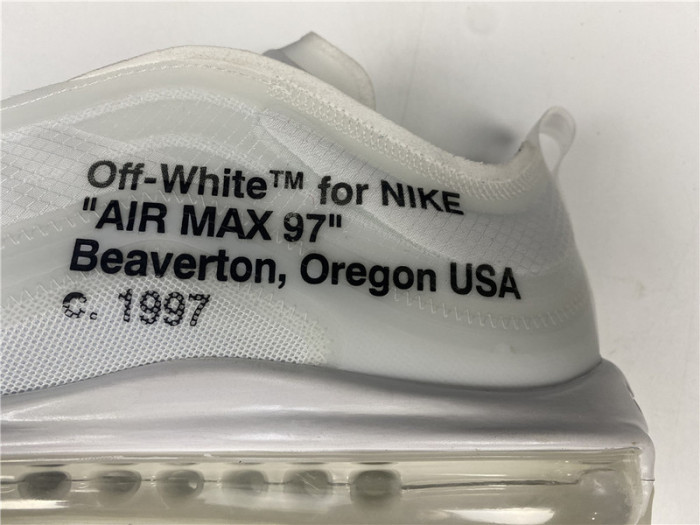 Off-White™ for NIKE
"AIR MAX 97"
Beaverton, Oregon USA
c. 1997